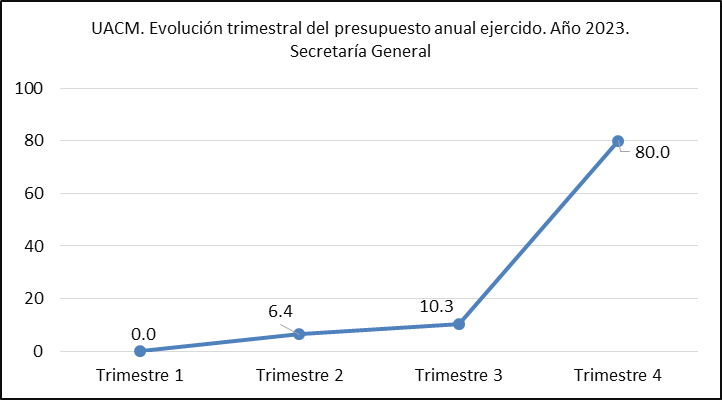 UACM. Evolución trimestral del presupuesto anual ejercido. Año 2023.
Secretaría General
100
80
60
40
20
0
0.0
6.4
10.3
80.0
Trimestre 1
Trimestre 2
Trimestre 3
Trimestre 4